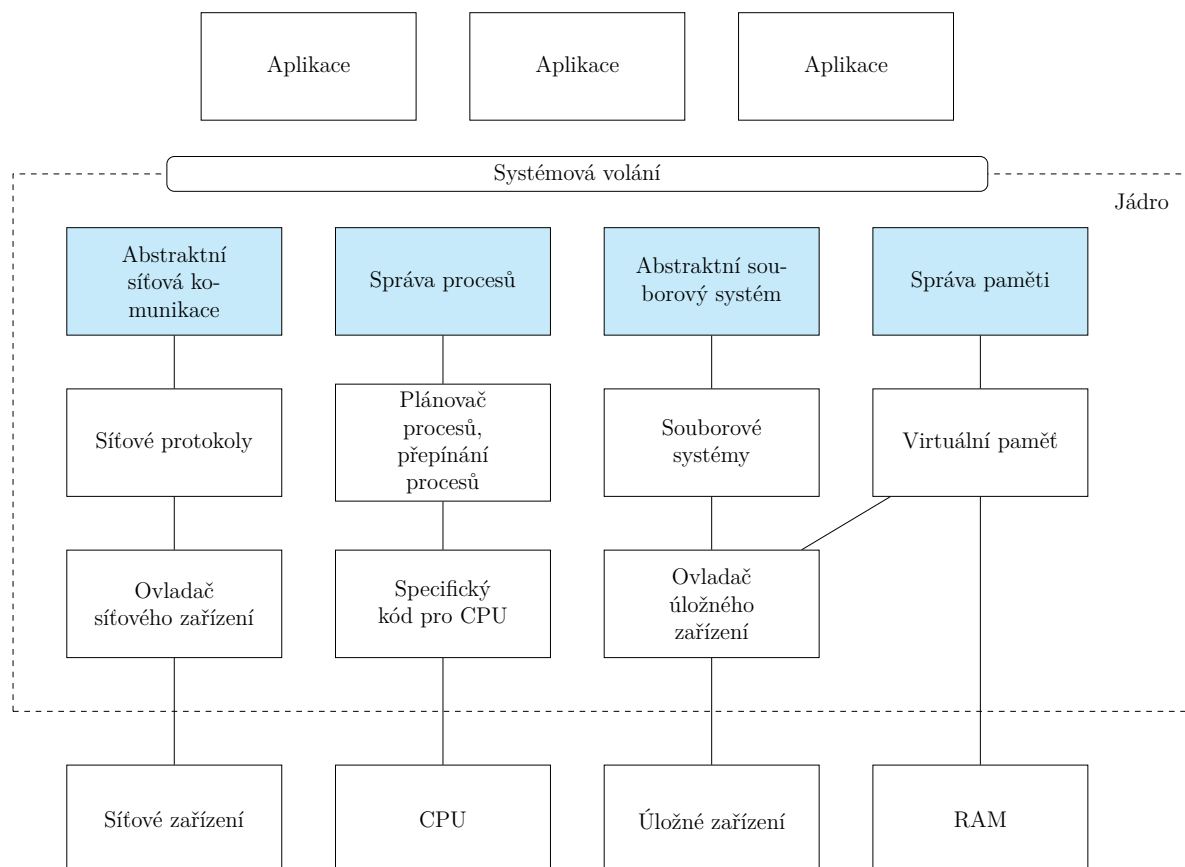 Aplikace
Aplikace
Aplikace
Systémová volání
Jádro
Abstraktní
síťová ko-
munikace
Správa procesů
Abstraktní sou-
borový systém
Správa paměti
Síťové protokoly
Plánovač
procesů,
přepínání
procesů
Souborové
systémy
Virtuální paměť
Ovladač
síťového zařízení
Specifický
kód pro CPU
Ovladač
úložného
zařízení
Síťové zařízení
CPU
Úložné zařízení
RAM